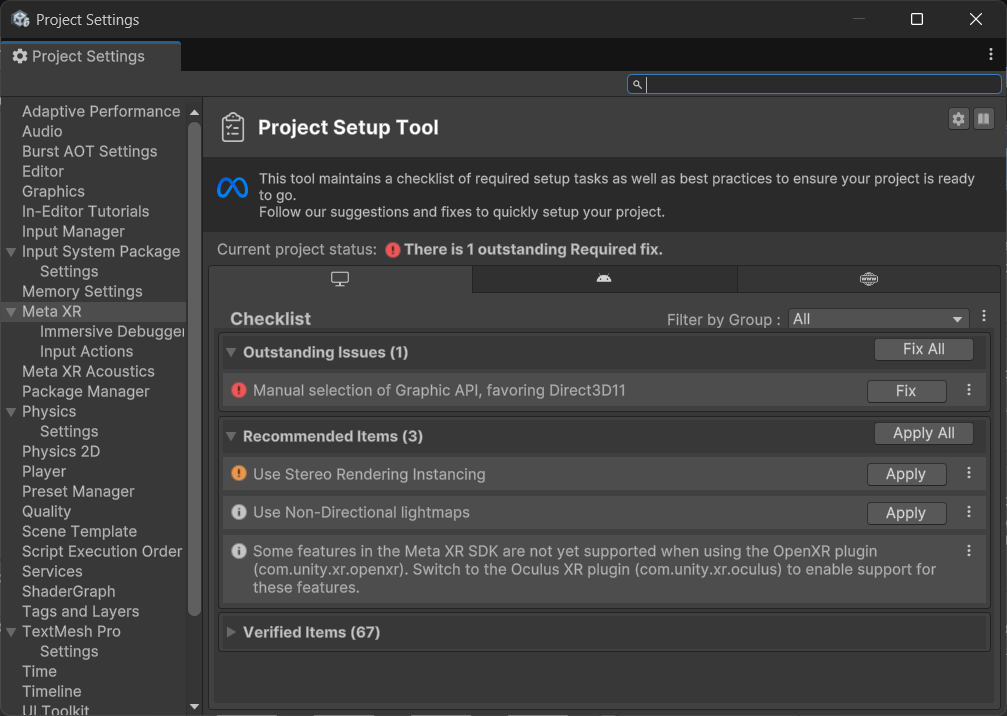 Project Settings
Project Settings
Adaptive Performance
Audio
Burst AOT Settings
Editor
Graphics
In-Editor Tutorials
Input Manager
Input System Package
Settings
Memory Settings
Meta XR
Immersive Debugger
Input Actions
Meta XR Acoustics
Package Manager
Physics
Settings
Physics 2D
Player
Preset Manager
Quality
Scene Template
Script Execution Order
Services
ShaderGraph
Tags and Layers
TextMesh Pro
Settings
Time
Timeline
UI Toolkit
Project Setup Tool
This tool maintains a checklist of required setup tasks as well as best practices to ensure your project is ready
to go.
Follow our suggestions and fixes to quickly setup your project.
Current project status: There is 1 outstanding Required fix.
Checklist
Filter by Group : All
Outstanding Issues (1) Fix All
Manual selection of Graphic API, favoring Direct3D11 Fix
Recommended Items (3) Apply All
Use Stereo Rendering Instancing Apply
Use Non-Directional lightmaps Apply
Some features in the Meta XR SDK are not yet supported when using the OpenXR plugin
(com.unity.xr.openxr). Switch to the Oculus XR plugin (com.unity.xr.oculus) to enable support for
these features.
Verified Items (67)